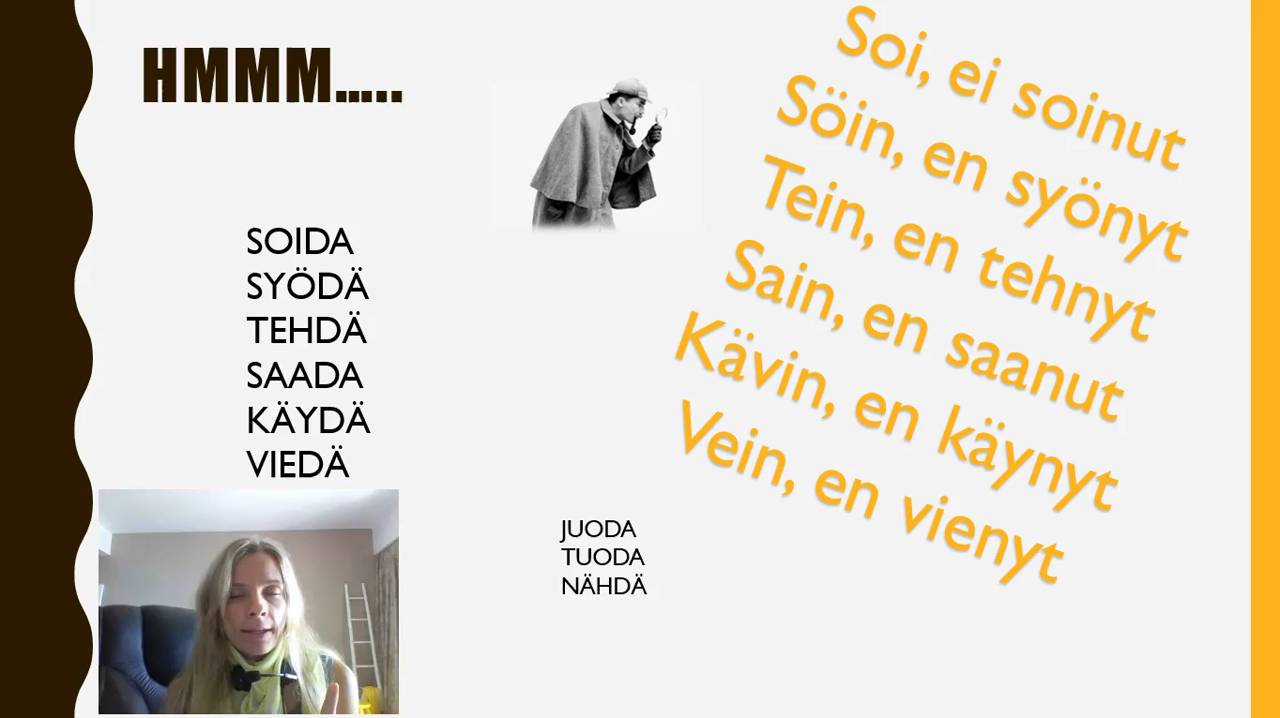 HMMM.....
SOIDA
SYÖDÄ
TEHDÄ
SAADA
KÄYDÄ
VIEDÄ
JUODA
TUODA
NÄHDÄ
Soi, ei soinut
Söin, en syönyt
Tein, en tehnyt
Sain, en saanut
Kävin, en käynyt
Vein, en vienyt